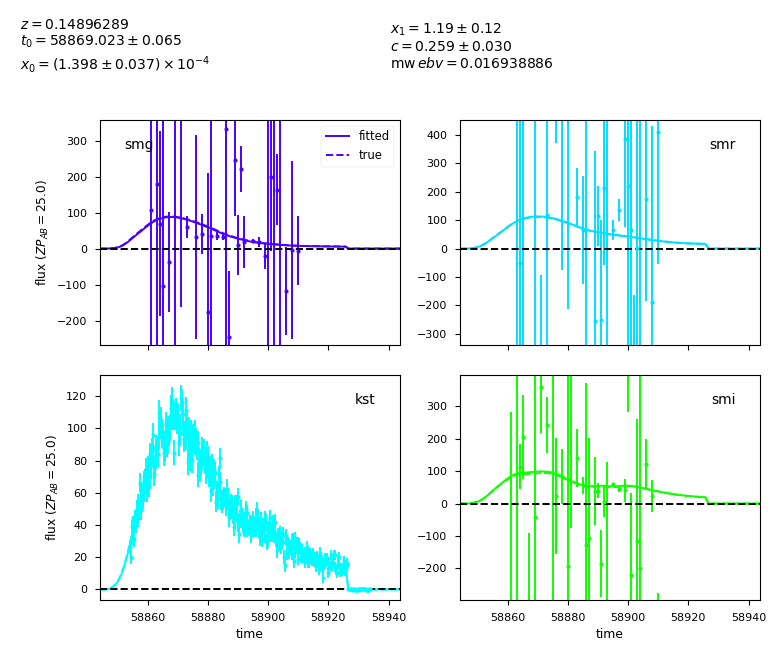 z = 0.14896289
t₀ = 58869.023 ± 0.065
x₀ = (1.398 ± 0.037) × 10⁻⁴
x₁ = 1.19 ± 0.12
c = 0.259 ± 0.030
mw ebv = 0.016938886
smg
fitted
true
300
200
100
0
−100
−200
flux (ZP_AB = 25.0)
smr
400
300
200
100
0
−100
−200
−300
kst
120
100
80
60
40
20
0
flux (ZP_AB = 25.0)
58860 58880 58900 58920 58940
time
smi
300
200
100
0
−100
−200
58860 58880 58900 58920 58940
time